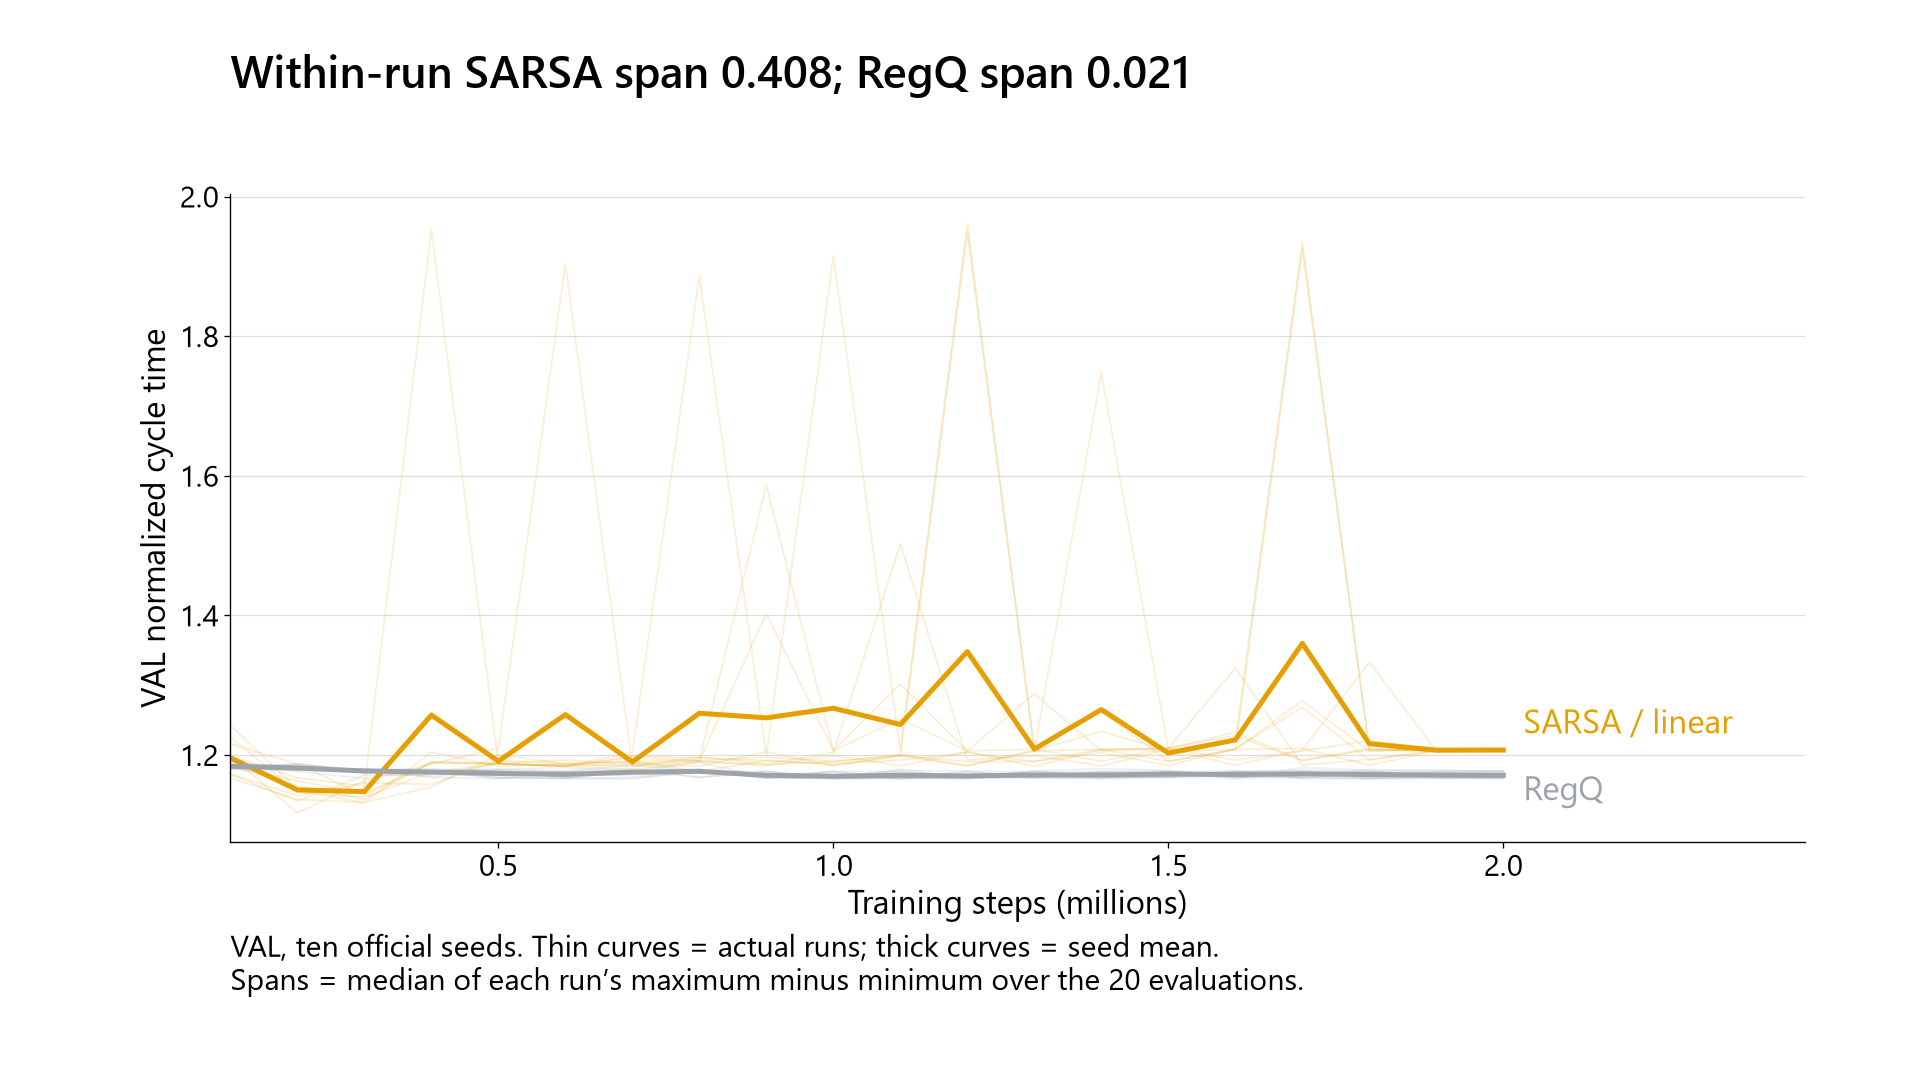 Within-run SARSA span 0.408; RegQ span 0.021
VAL normalized cycle time
2.0
1.8
1.6
1.4
1.2
SARSA / linear
RegQ
0.5
1.0
1.5
2.0
Training steps (millions)
VAL, ten official seeds. Thin curves = actual runs; thick curves = seed mean.
Spans = median of each run’s maximum minus minimum over the 20 evaluations.